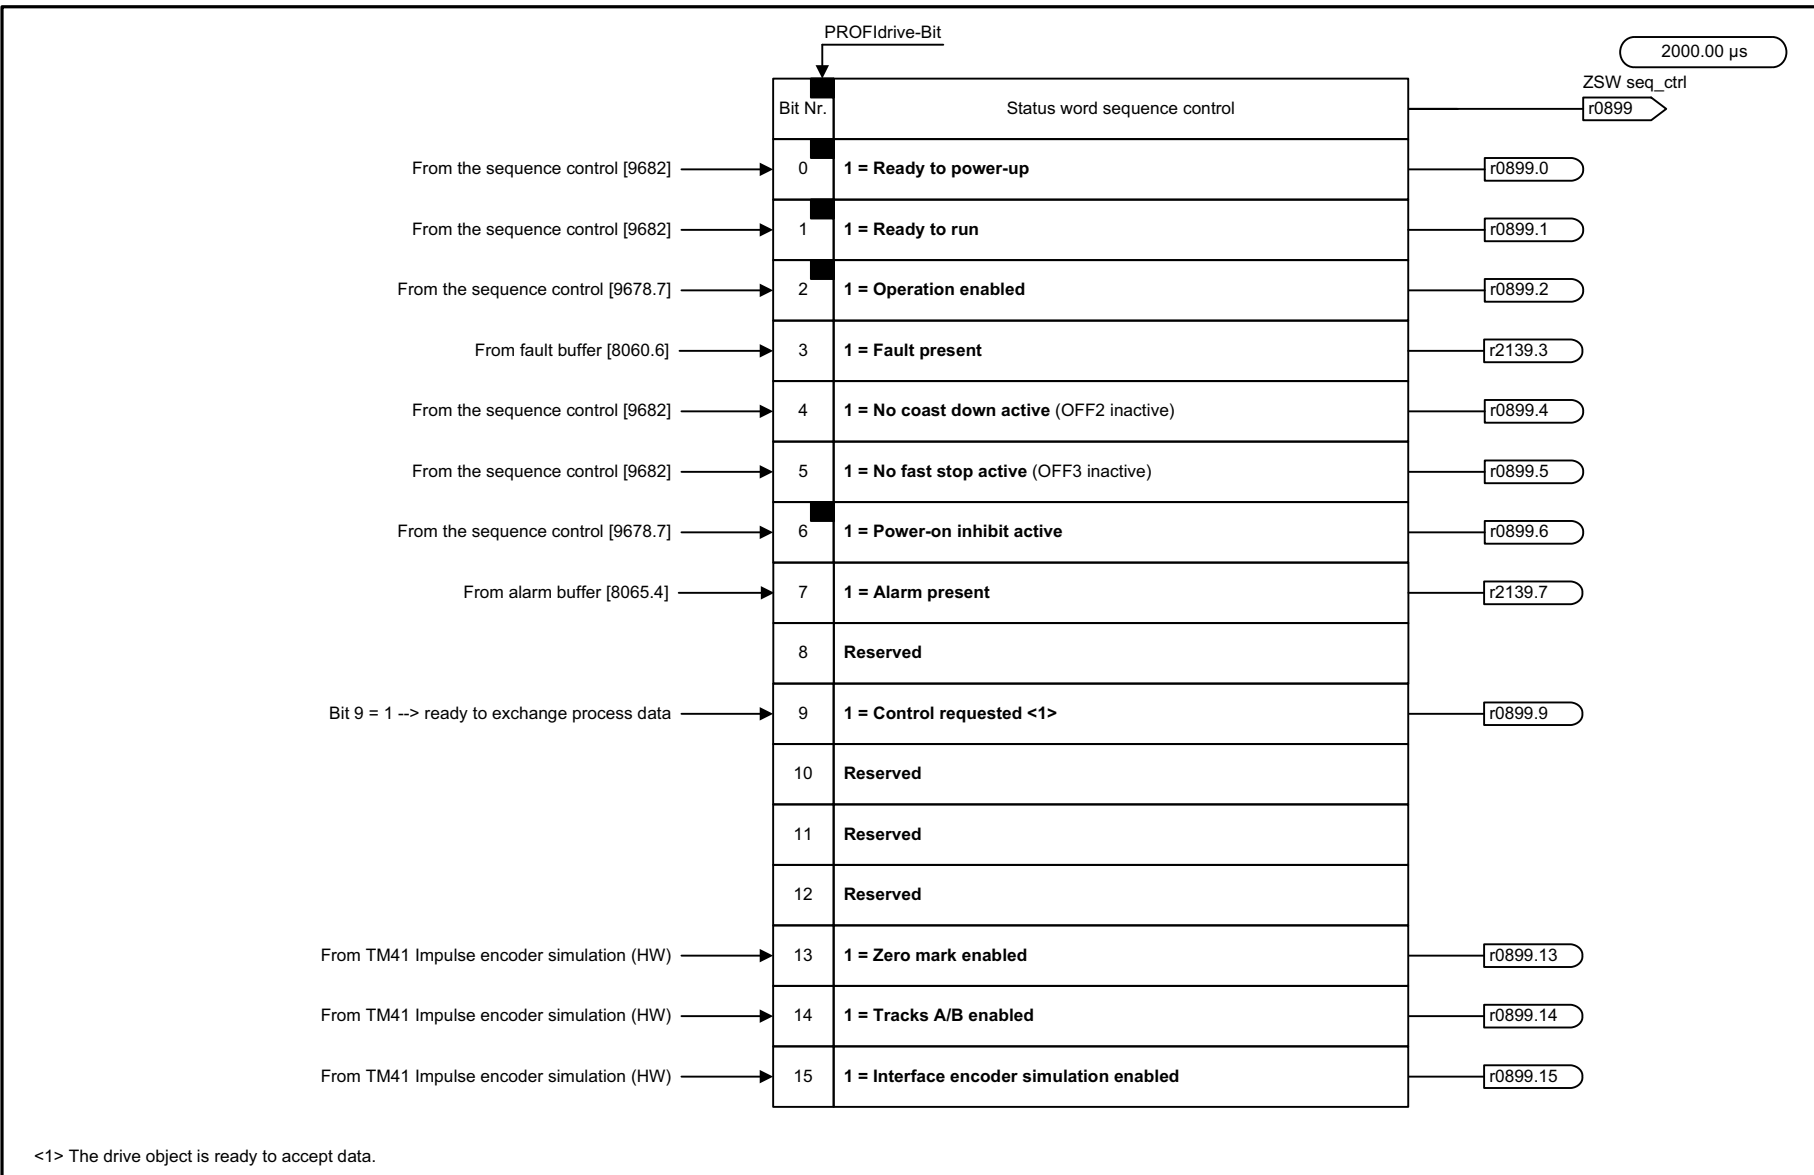 PROFIdrive-Bit
2000.00 µs
ZSW seq_ctrl
Bit Nr. Status word sequence control r0899
From the sequence control [9682] 0 1 = Ready to power-up r0899.0
From the sequence control [9682] 1 1 = Ready to run r0899.1
From the sequence control [9678.7] 2 1 = Operation enabled r0899.2
From fault buffer [8060.6] 3 1 = Fault present r2139.3
From the sequence control [9682] 4 1 = No coast down active (OFF2 inactive) r0899.4
From the sequence control [9682] 5 1 = No fast stop active (OFF3 inactive) r0899.5
From the sequence control [9678.7] 6 1 = Power-on inhibit active r0899.6
From alarm buffer [8065.4] 7 1 = Alarm present r2139.7
8 Reserved
Bit 9 = 1 --> ready to exchange process data 9 1 = Control requested <1> r0899.9
10 Reserved
11 Reserved
12 Reserved
From TM41 Impulse encoder simulation (HW) 13 1 = Zero mark enabled r0899.13
From TM41 Impulse encoder simulation (HW) 14 1 = Tracks A/B enabled r0899.14
From TM41 Impulse encoder simulation (HW) 15 1 = Interface encoder simulation enabled r0899.15
<1> The drive object is ready to accept data.